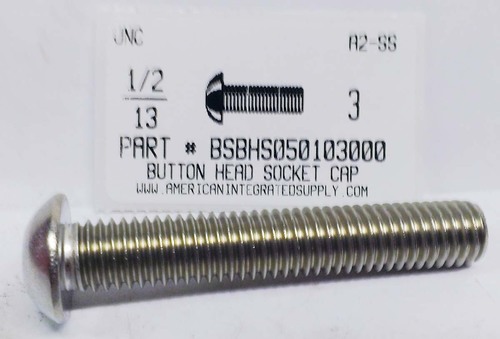 UNC A2-SS
1/2
13 3
PART # BSBHS050103000
BUTTON HEAD SOCKET CAP
WWW.AMERICANINTEGRATEDSUPPLY.COM